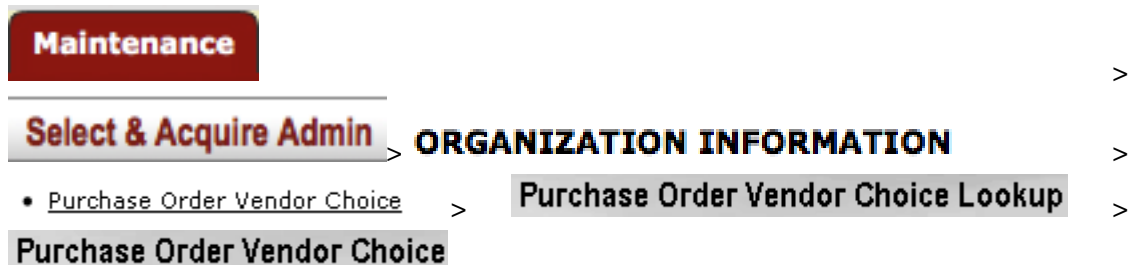 Maintenance >
Select & Acquire Admin > ORGANIZATION INFORMATION >
• Purchase Order Vendor Choice > Purchase Order Vendor Choice Lookup >
Purchase Order Vendor Choice